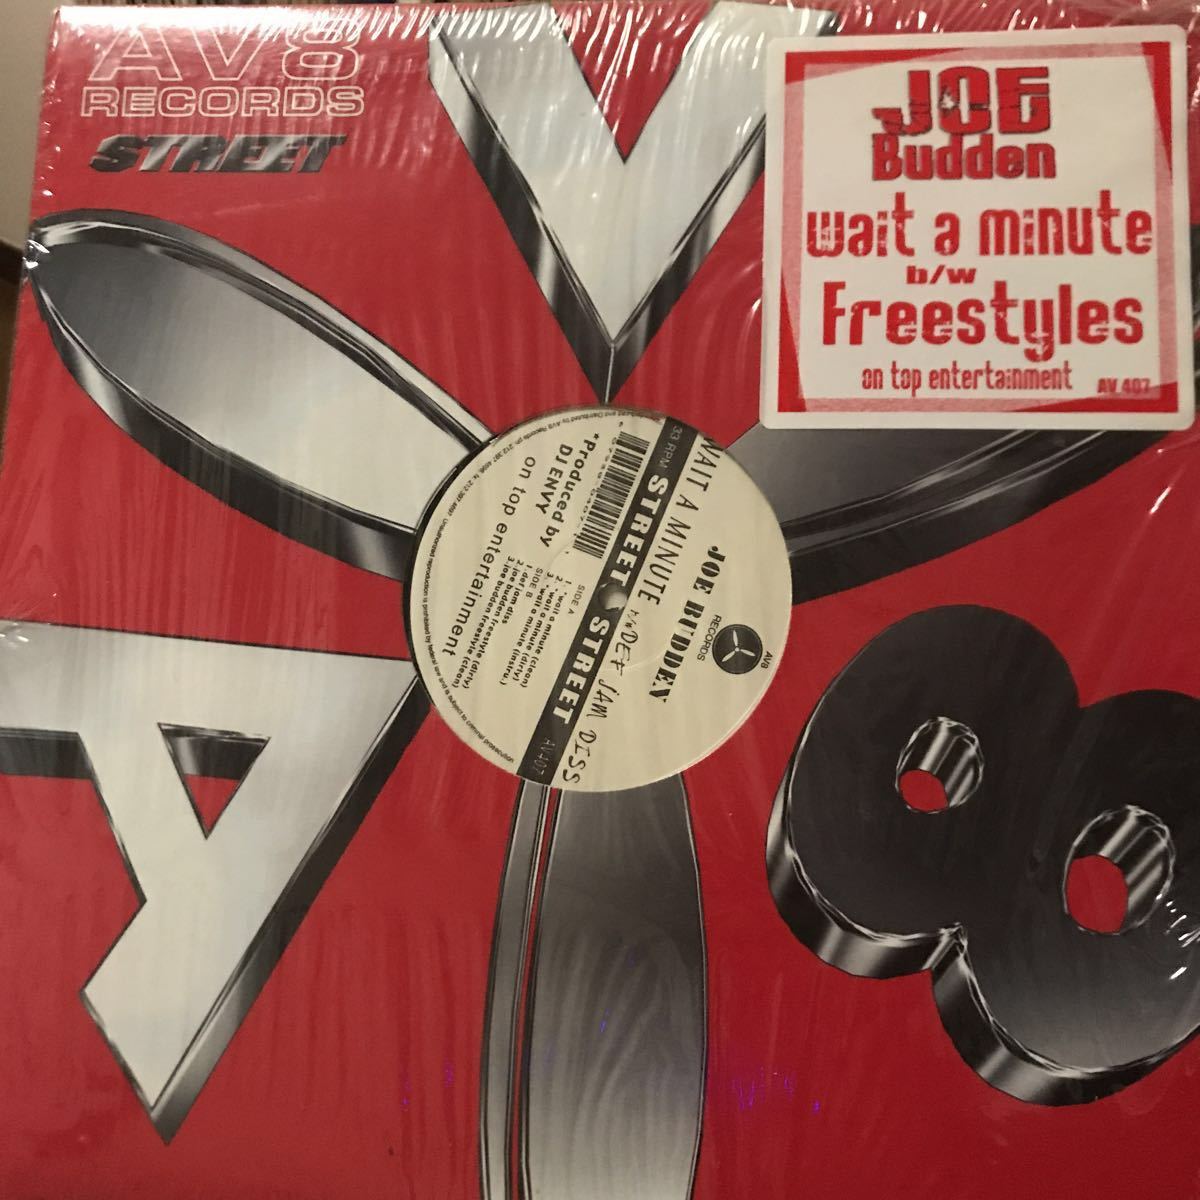 AV8
RECORDS
STREET
JOE
Budden
wait a minute
b/w
Freestyles
on top entertainment
AV 407
AV8
RECORDS
JOE BUDDEN
WAIT A MINUTE b/w DEF JAM DISS
33 RPM STREET STREET AV407
SIDE A
1. *wait a minute (clean)
2. *wait a minute (dirty)
3. *wait a minute (instru.)
SIDE B
1. def jam diss
2. joe budden freestyle (dirty)
3. joe budden freestyle (clean)
*Produced by
DJ ENVY
on top entertainment
A V 8